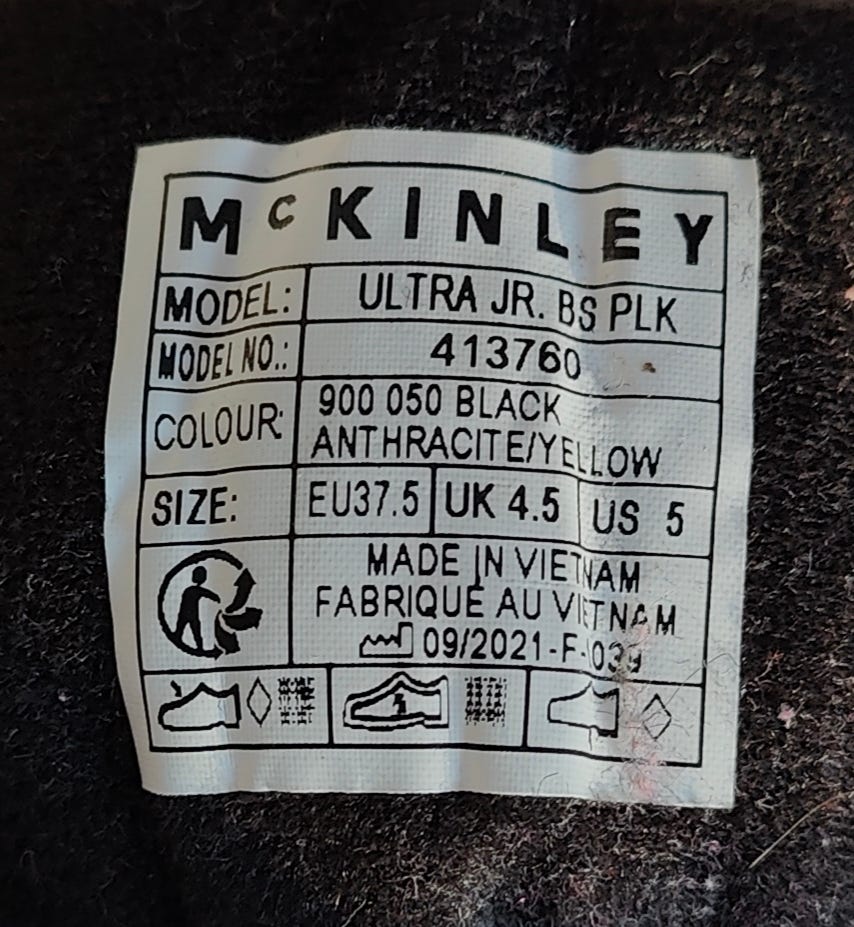 McKINLEY
MODEL: ULTRA JR. BS PLK
MODEL NO.: 413760
COLOUR: 900 050 BLACK
ANTHRACITE/YELLOW
SIZE: EU37.5 UK 4.5 US 5
MADE IN VIETNAM
FABRIQUE AU VIETNAM
09/2021-F-039